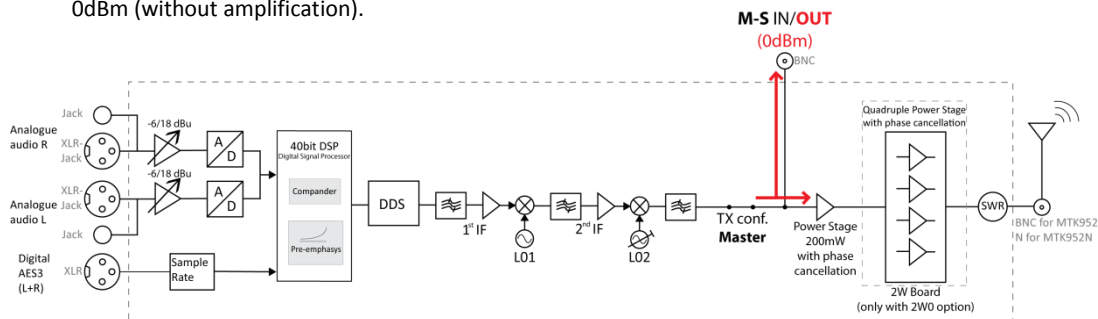 0dBm (without amplification).
M-S IN/OUT
(0dBm)
BNC
Jack
Analogue
audio R
XLR-
Jack
-6/18 dBu
A
D
XLR-
Jack
Analogue
audio L
Jack
-6/18 dBu
A
D
Digital
AES3
(L+R)
XLR
Sample
Rate
40bit DSP
Digital Signal Processor
Compander
Pre-emphasys
DDS
1st IF
L01
2nd IF
L02
TX conf.
Master
Power Stage
200mW
with phase
cancellation
Quadruple Power Stage
with phase cancellation
2W Board
(only with 2W0 option)
SWR
BNC for MTK952
N for MTK952N